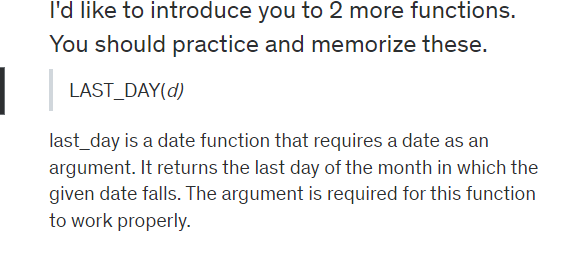 I'd like to introduce you to 2 more functions.
You should practice and memorize these.
LAST_DAY(d)
last_day is a date function that requires a date as an
argument. It returns the last day of the month in which the
given date falls. The argument is required for this function
to work properly.